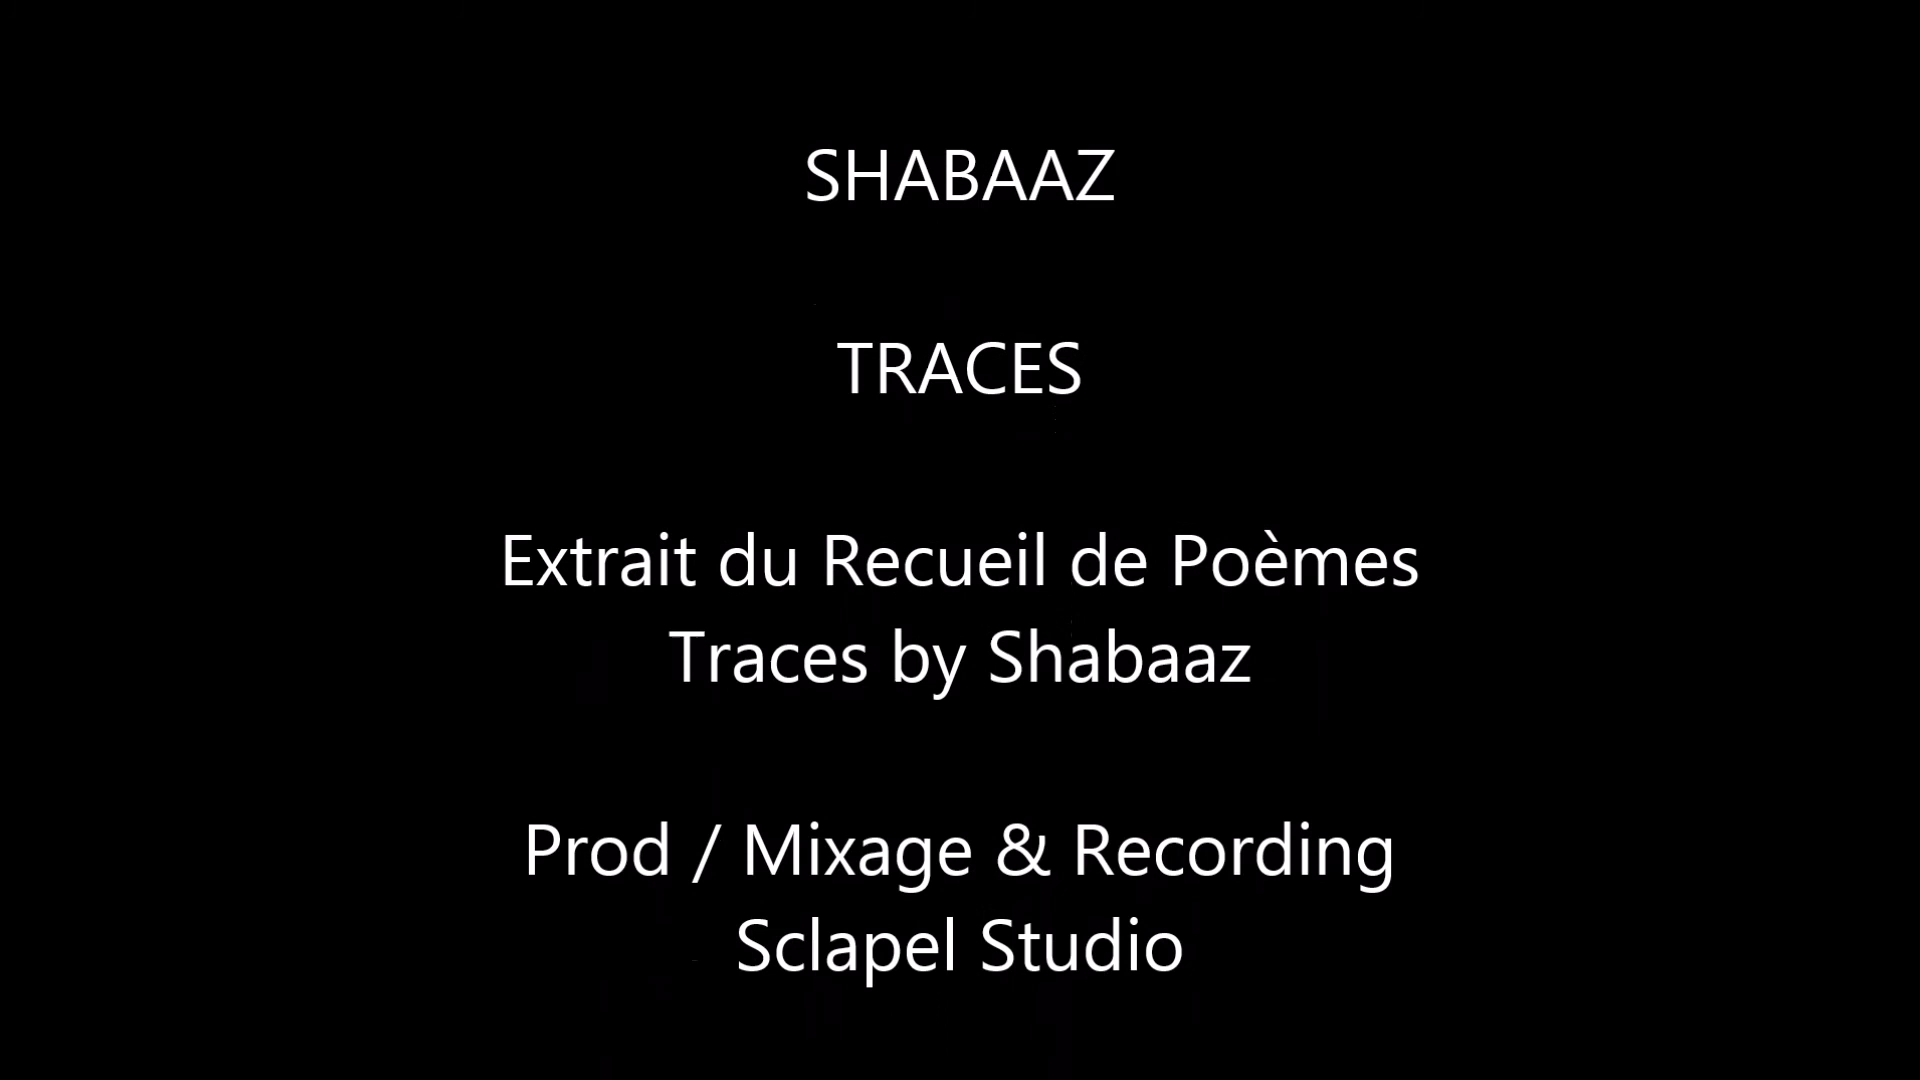 SHABAAZ
TRACES
Extrait du Recueil de Poèmes
Traces by Shabaaz
Prod / Mixage & Recording
Sclapel Studio